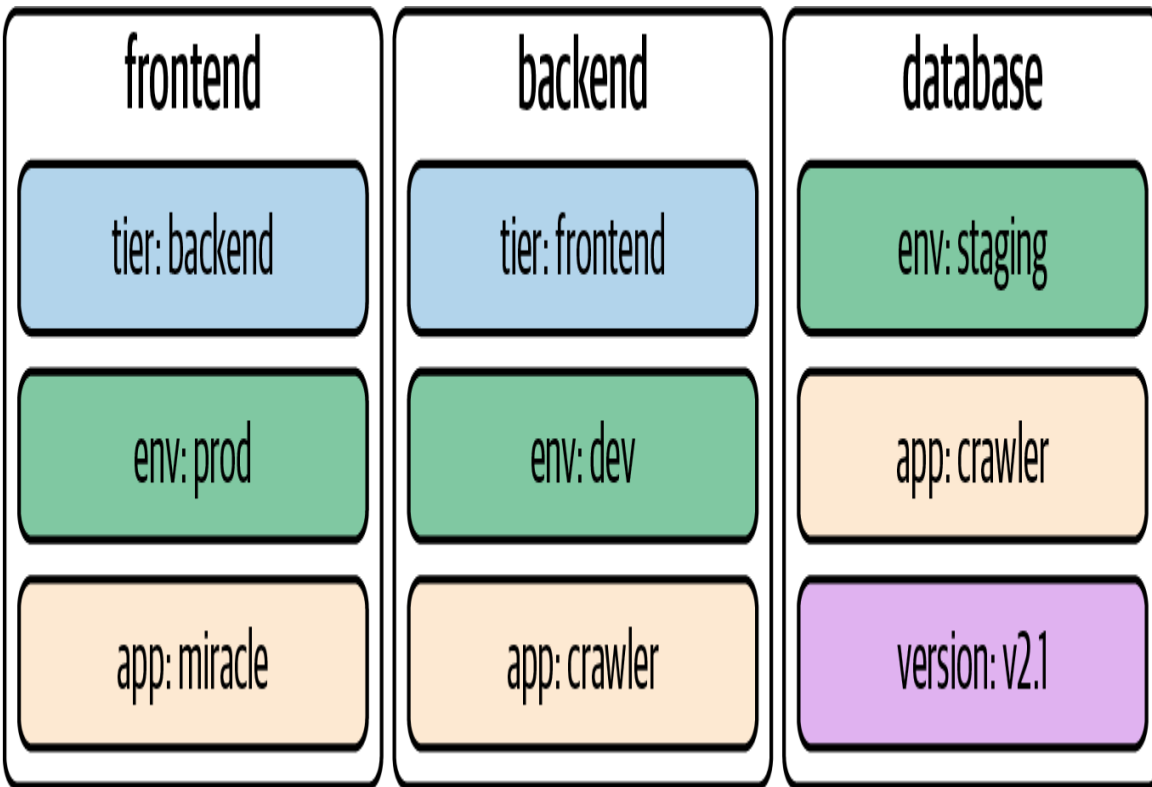 frontend
tier: backend
env: prod
app: miracle
backend
tier: frontend
env: dev
app: crawler
database
env: staging
app: crawler
version: v2.1